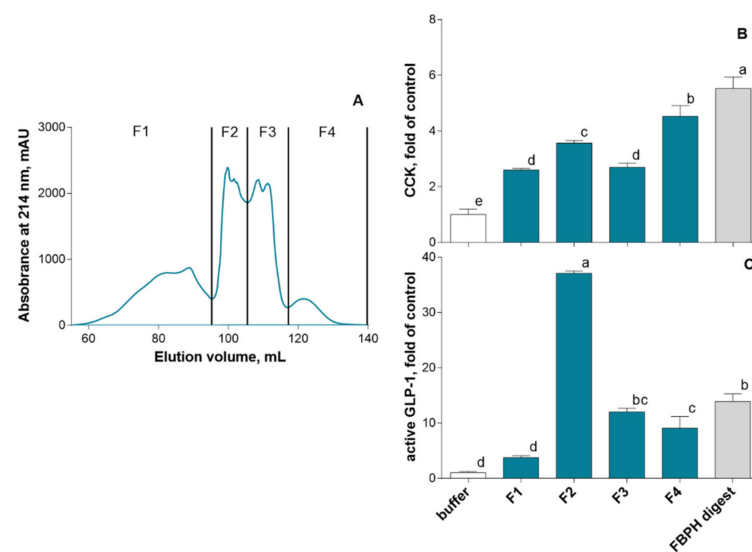 A
F1 F2 F3 F4
3000
2000
1000
0
60 80 100 120 140
Elution volume, mL
Absobrance at 214 nm, mAU
B
8
6
4
2
0
CCK, fold of control
e d c d b a
C
40
30
20
10
0
active GLP-1, fold of control
d d a bc c b
buffer F1 F2 F3 F4 FBPH digest